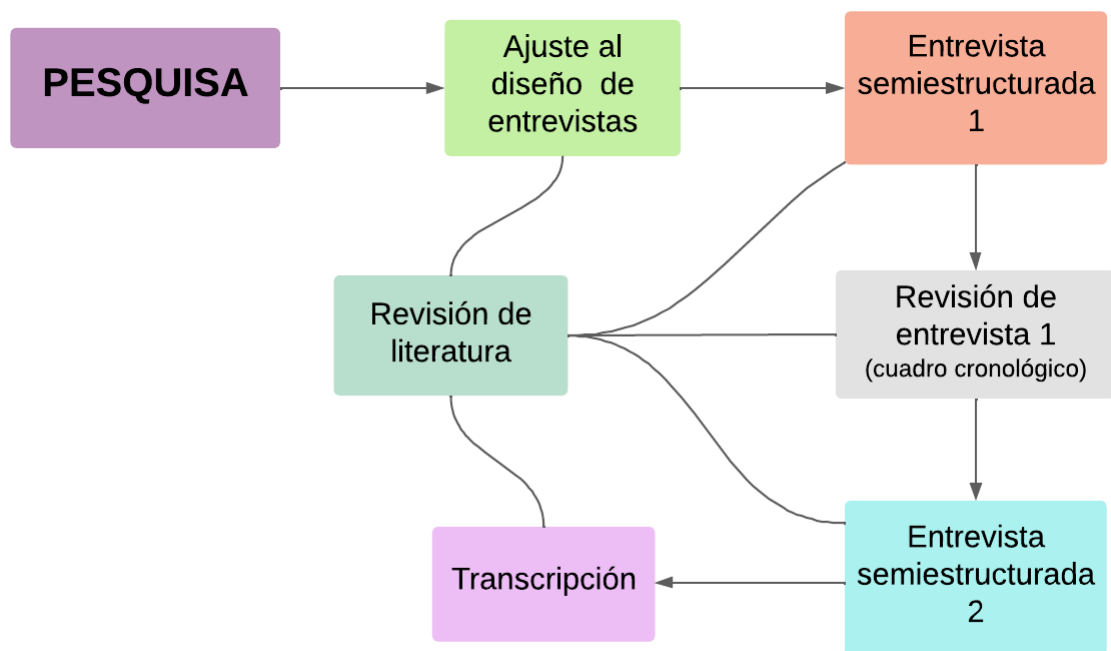 PESQUISA
Ajuste al
diseño de
entrevistas
Entrevista
semiestructurada
1
Revisión de
literatura
Revisión de
entrevista 1
(cuadro cronológico)
Transcripción
Entrevista
semiestructurada
2